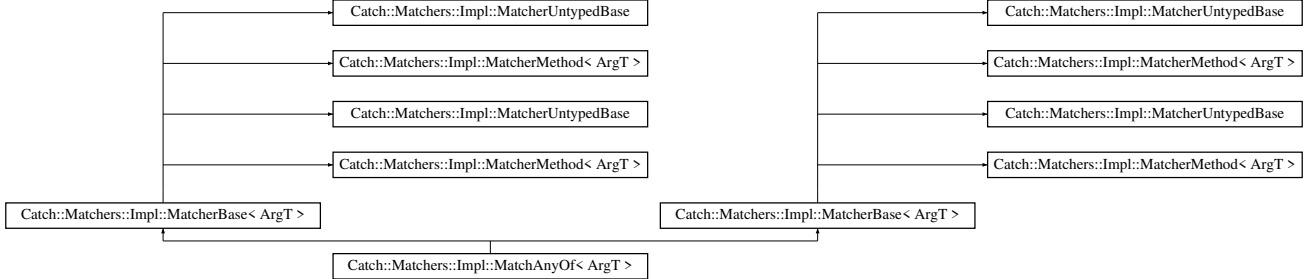 Catch::Matchers::Impl::MatcherUntypedBase
Catch::Matchers::Impl::MatcherUntypedBase
Catch::Matchers::Impl::MatcherMethod< ArgT >
Catch::Matchers::Impl::MatcherMethod< ArgT >
Catch::Matchers::Impl::MatcherUntypedBase
Catch::Matchers::Impl::MatcherUntypedBase
Catch::Matchers::Impl::MatcherMethod< ArgT >
Catch::Matchers::Impl::MatcherMethod< ArgT >
Catch::Matchers::Impl::MatcherBase< ArgT >
Catch::Matchers::Impl::MatcherBase< ArgT >
Catch::Matchers::Impl::MatchAnyOf< ArgT >